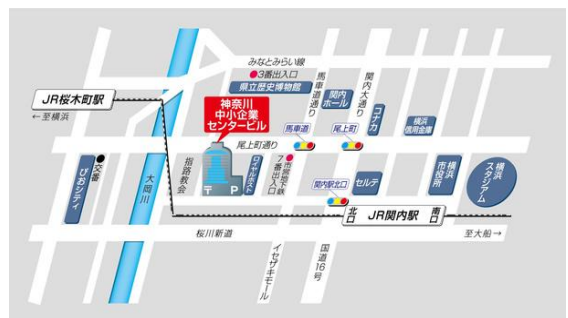 みなとみらい線
3番出入口
県立歴史博物館
馬車道通り
関内
ホール
関内大通り
コナカ
横浜
信用金庫
JR桜木町駅
←至横浜
神奈川
中小企業
センタービル
尾上町通り
馬車道
尾上町
交番
ぴおシティ
大岡川
指路教会
〒 P
ロイヤルホスト
市営地下鉄
7番出入口
関内駅北口
セルテ
横浜
市役所
横浜
スタジアム
北口
JR関内駅
南口
桜川新道
至大船→
イセザキモール
国道16号